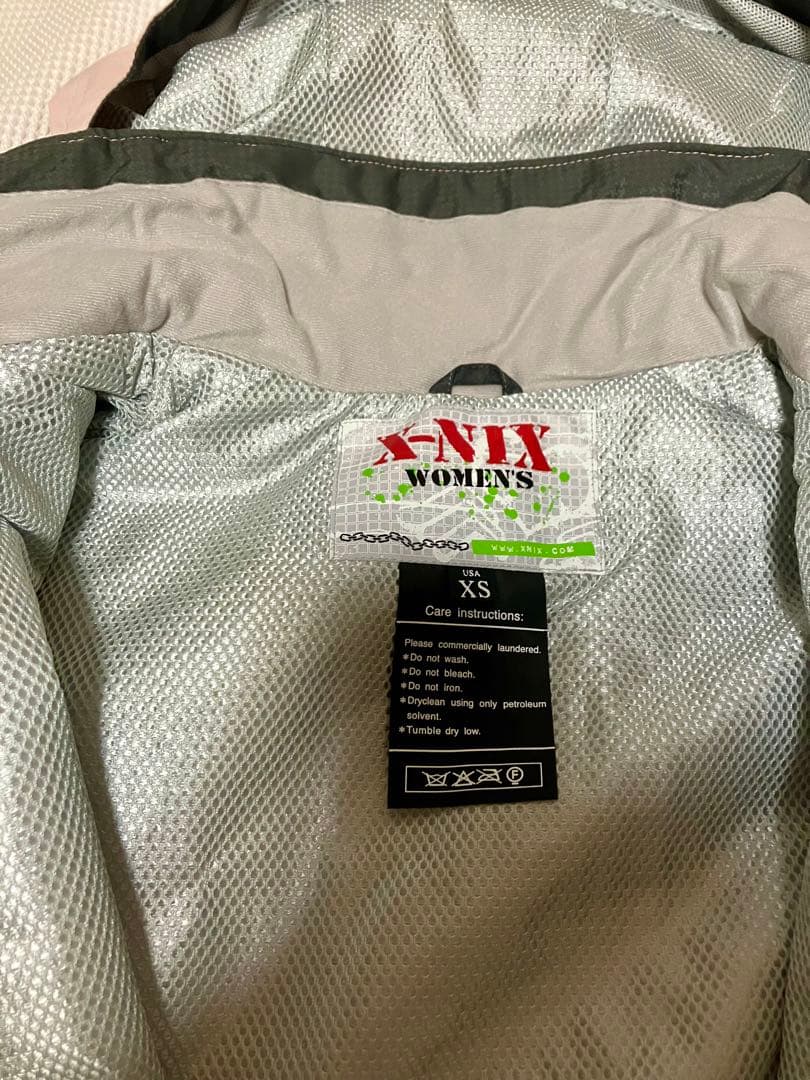 X-NIX
WOMEN'S
WWW.XNIX.COM
USA
XS
Care instructions:
Please commercially laundered.
*Do not wash.
*Do not bleach.
*Do not iron.
*Dryclean using only petroleum
solvent.
*Tumble dry low.
F